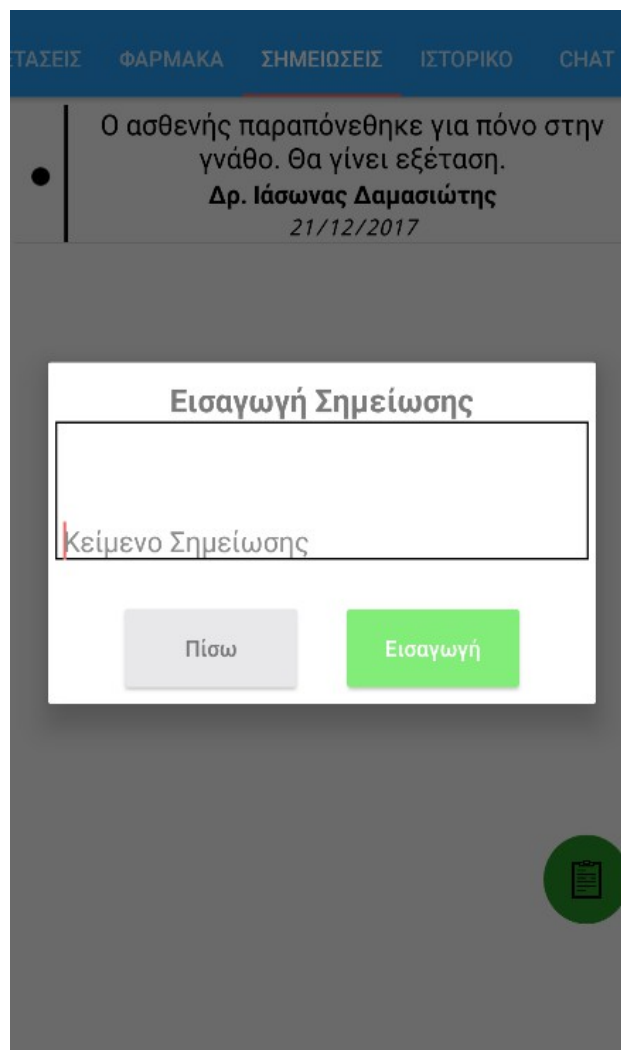 ΤΑΣΕΙΣ ΦΑΡΜΑΚΑ ΣΗΜΕΙΩΣΕΙΣ ΙΣΤΟΡΙΚΟ CHAT
Ο ασθενής παραπόνεθηκε για πόνο στην
γνάθο. Θα γίνει εξέταση.
Δρ. Ιάσωνας Δαμασιώτης
21/12/2017
Εισαγωγή Σημείωσης
Κείμενο Σημείωσης
Πίσω Εισαγωγή